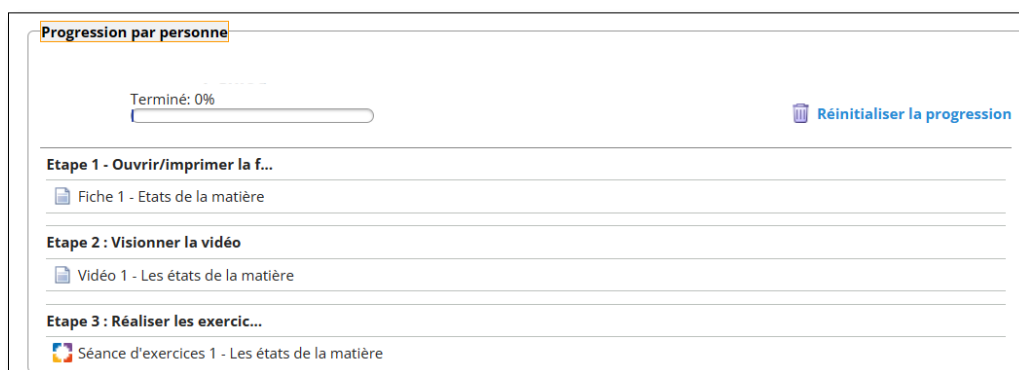 Progression par personne
Terminé: 0%
Réinitialiser la progression
Etape 1 - Ouvrir/imprimer la f...
Fiche 1 - Etats de la matière
Etape 2 : Visionner la vidéo
Vidéo 1 - Les états de la matière
Etape 3 : Réaliser les exercic...
Séance d'exercices 1 - Les états de la matière